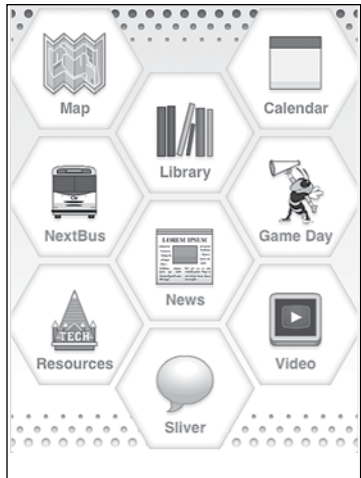 Map
Calendar
Library
NextBus
Game Day
LOREM IPSUM
News
TECH
Resources
Video
Sliver